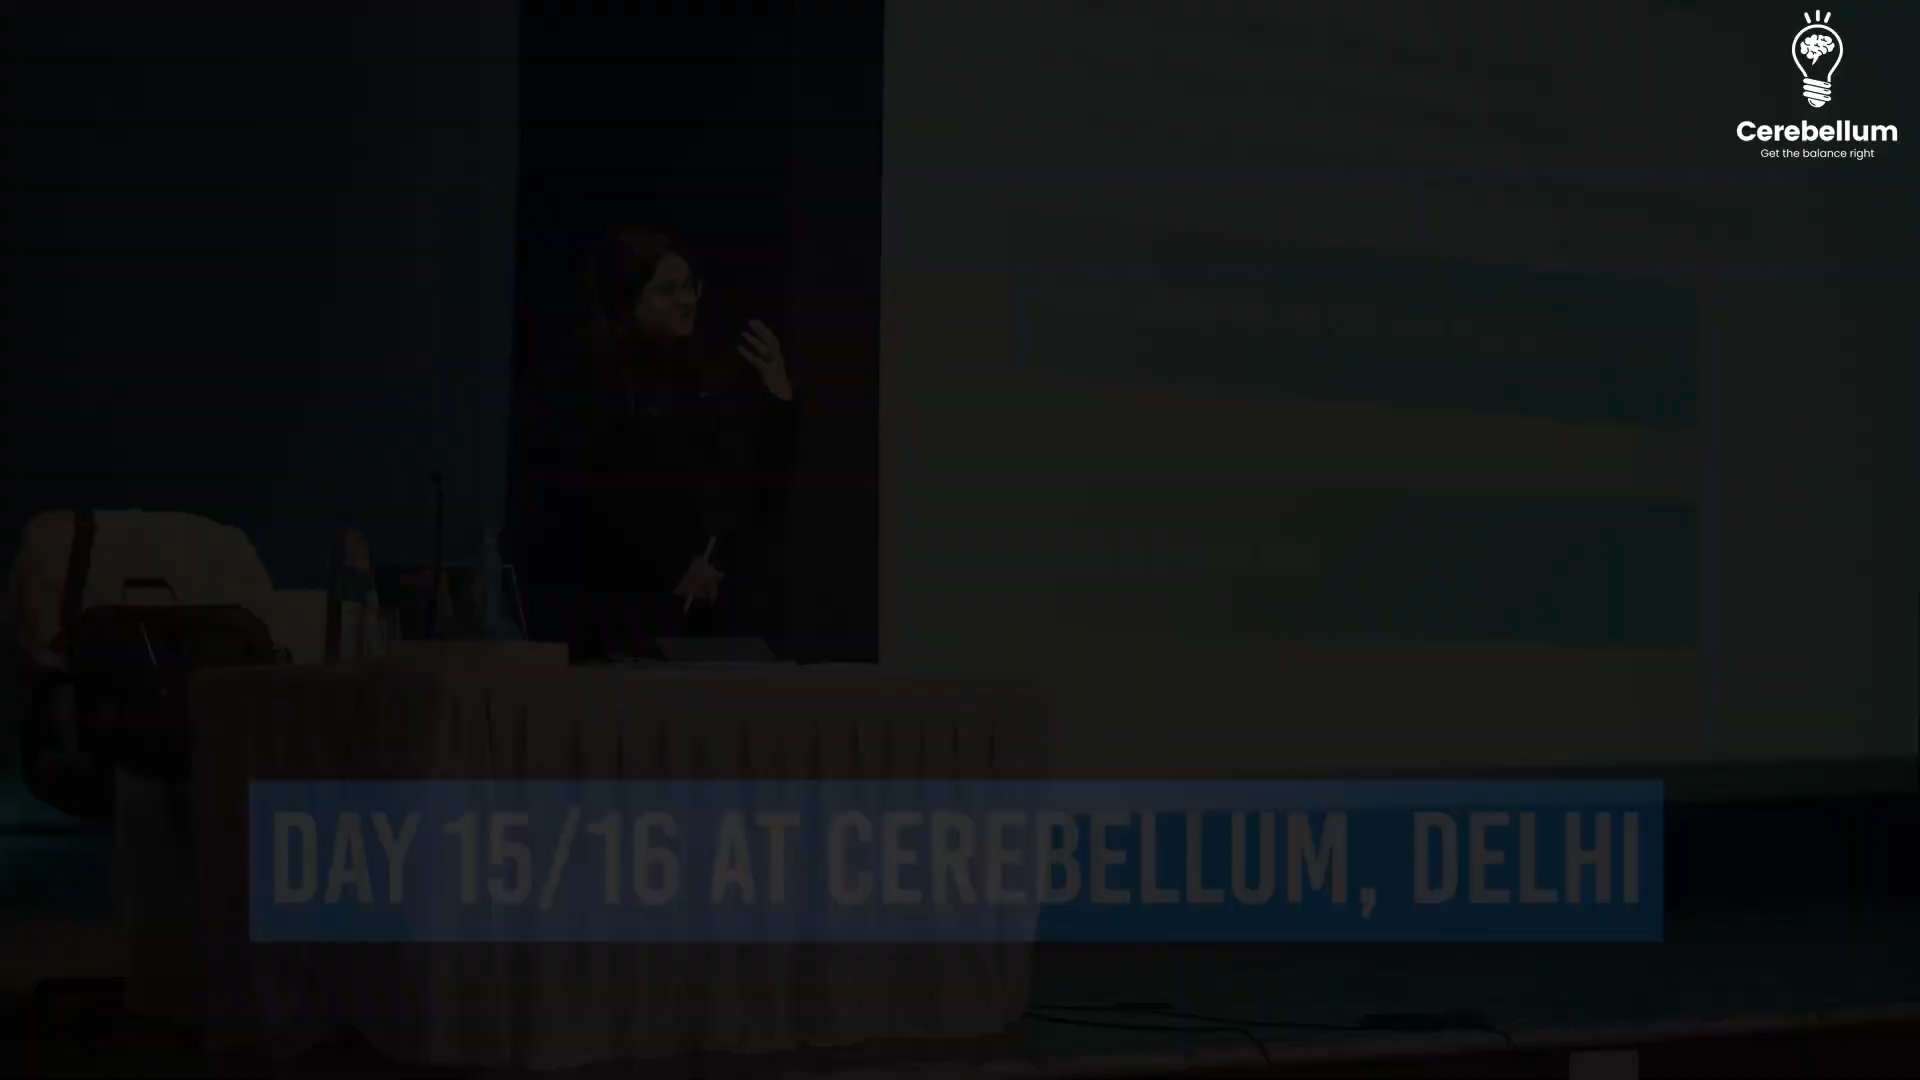 Cerebellum
Get the balance right
DAY 15/16 AT CEREBELLUM, DELHI